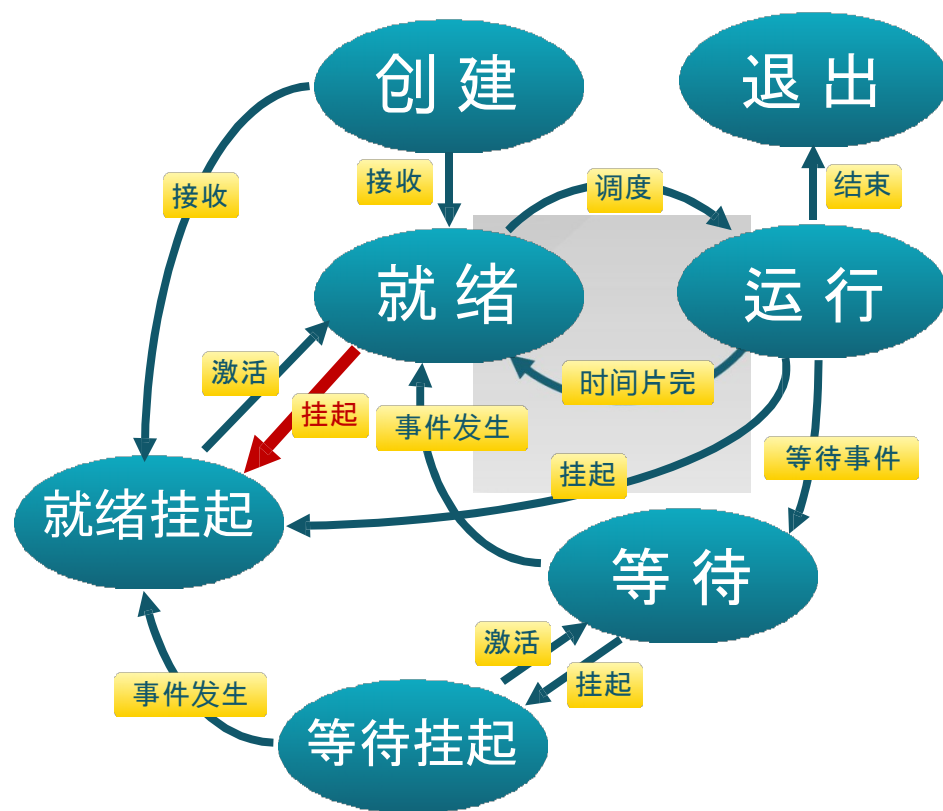 创建
退出
接收
接收
调度
结束
就绪
运行
激活
时间片完
挂起
事件发生
等待事件
挂起
就绪挂起
等待
激活
挂起
事件发生
等待挂起